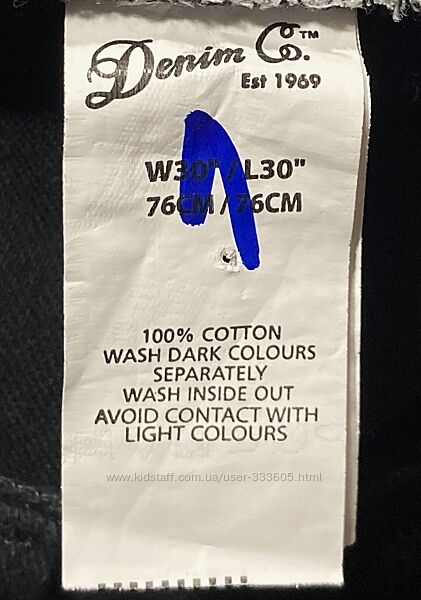 Denim Co.™
Est 1969
W30" / L30"
76CM / 76CM
100% COTTON
WASH DARK COLOURS
SEPARATELY
WASH INSIDE OUT
AVOID CONTACT WITH
LIGHT COLOURS
www.kidstaff.com.ua/user-333605.html